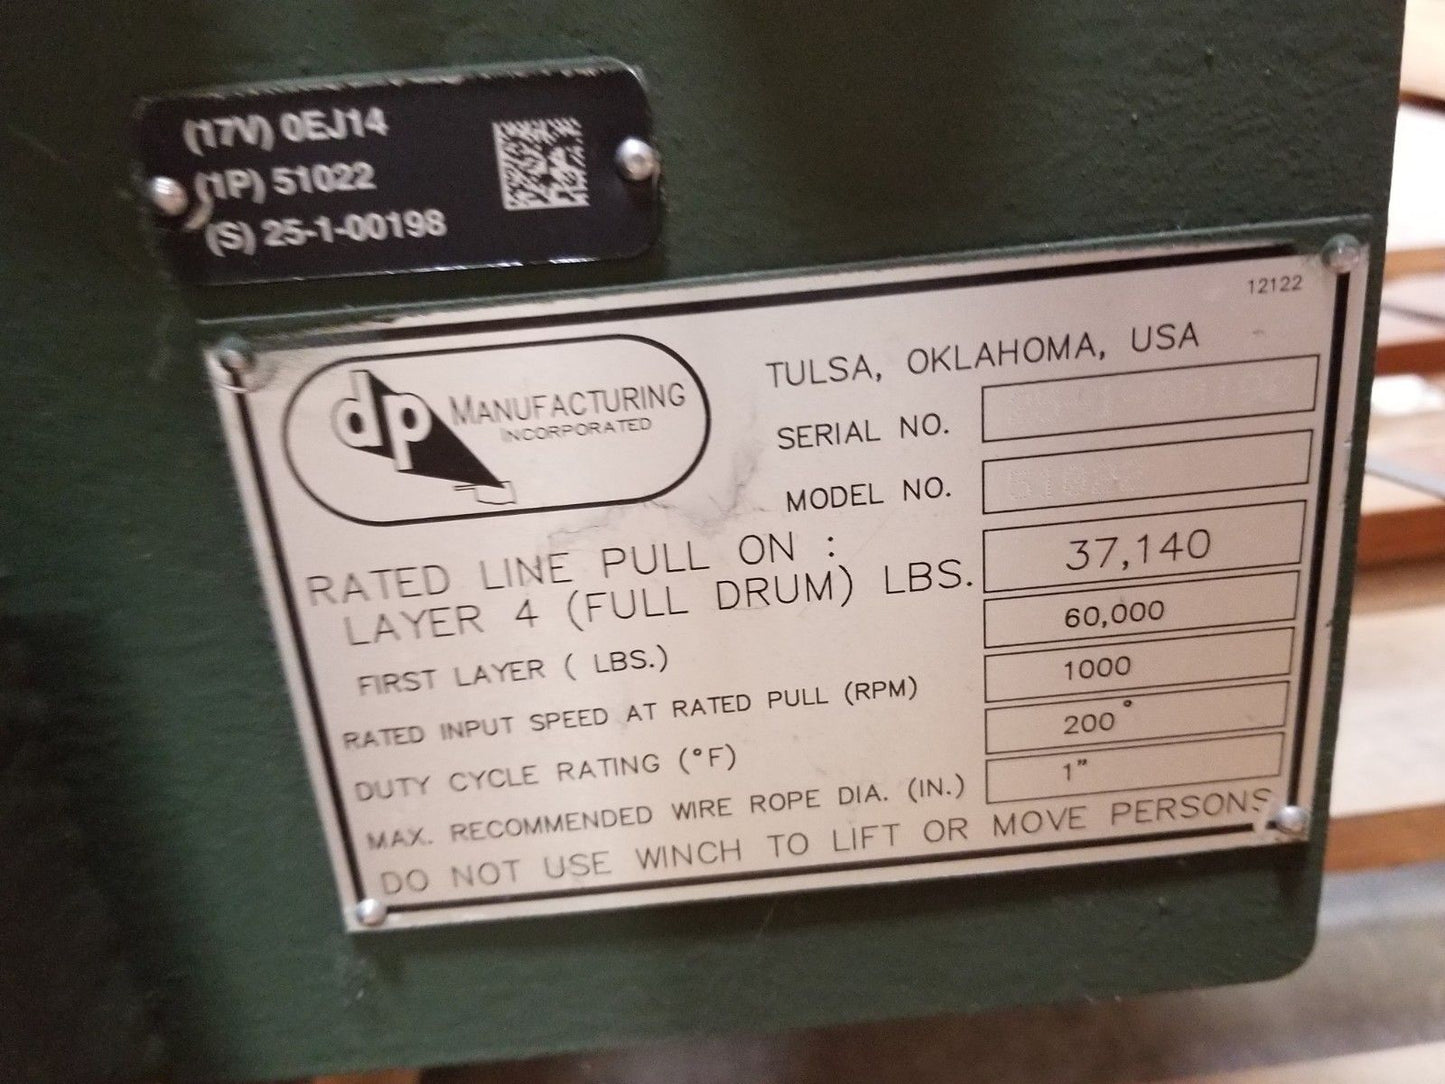 (17V) 0EJ14
(1P) 51022
(S) 25-1-00198
12122
dp MANUFACTURING
INCORPORATED
TULSA, OKLAHOMA, USA
SERIAL NO.
MODEL NO. 51022
RATED LINE PULL ON :
LAYER 4 (FULL DRUM) LBS. 37,140
FIRST LAYER ( LBS.) 60,000
RATED INPUT SPEED AT RATED PULL (RPM) 1000
DUTY CYCLE RATING (°F) 200°
MAX. RECOMMENDED WIRE ROPE DIA. (IN.) 1"
DO NOT USE WINCH TO LIFT OR MOVE PERSONS